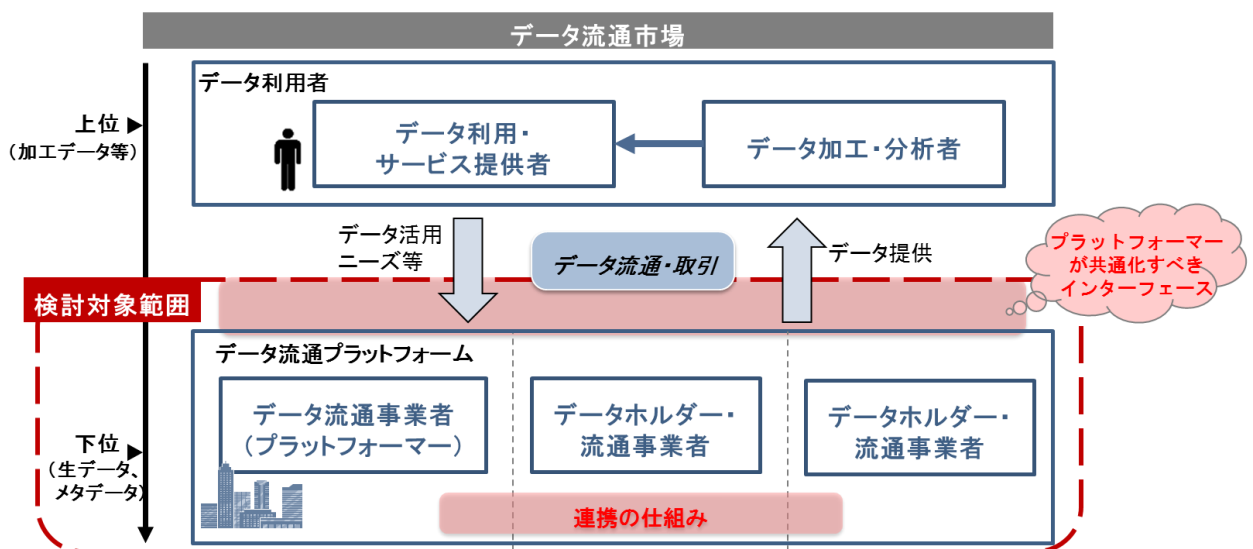 データ流通市場
データ利用者
上位
（加工データ等）
データ利用・
サービス提供者
データ加工・分析者
データ活用
ニーズ等
データ流通・取引
データ提供
プラットフォーマー
が共通化すべき
インターフェース
検討対象範囲
データ流通プラットフォーム
データ流通事業者
（プラットフォーマー）
データホルダー・
流通事業者
データホルダー・
流通事業者
下位
（生データ、
メタデータ）
連携の仕組み